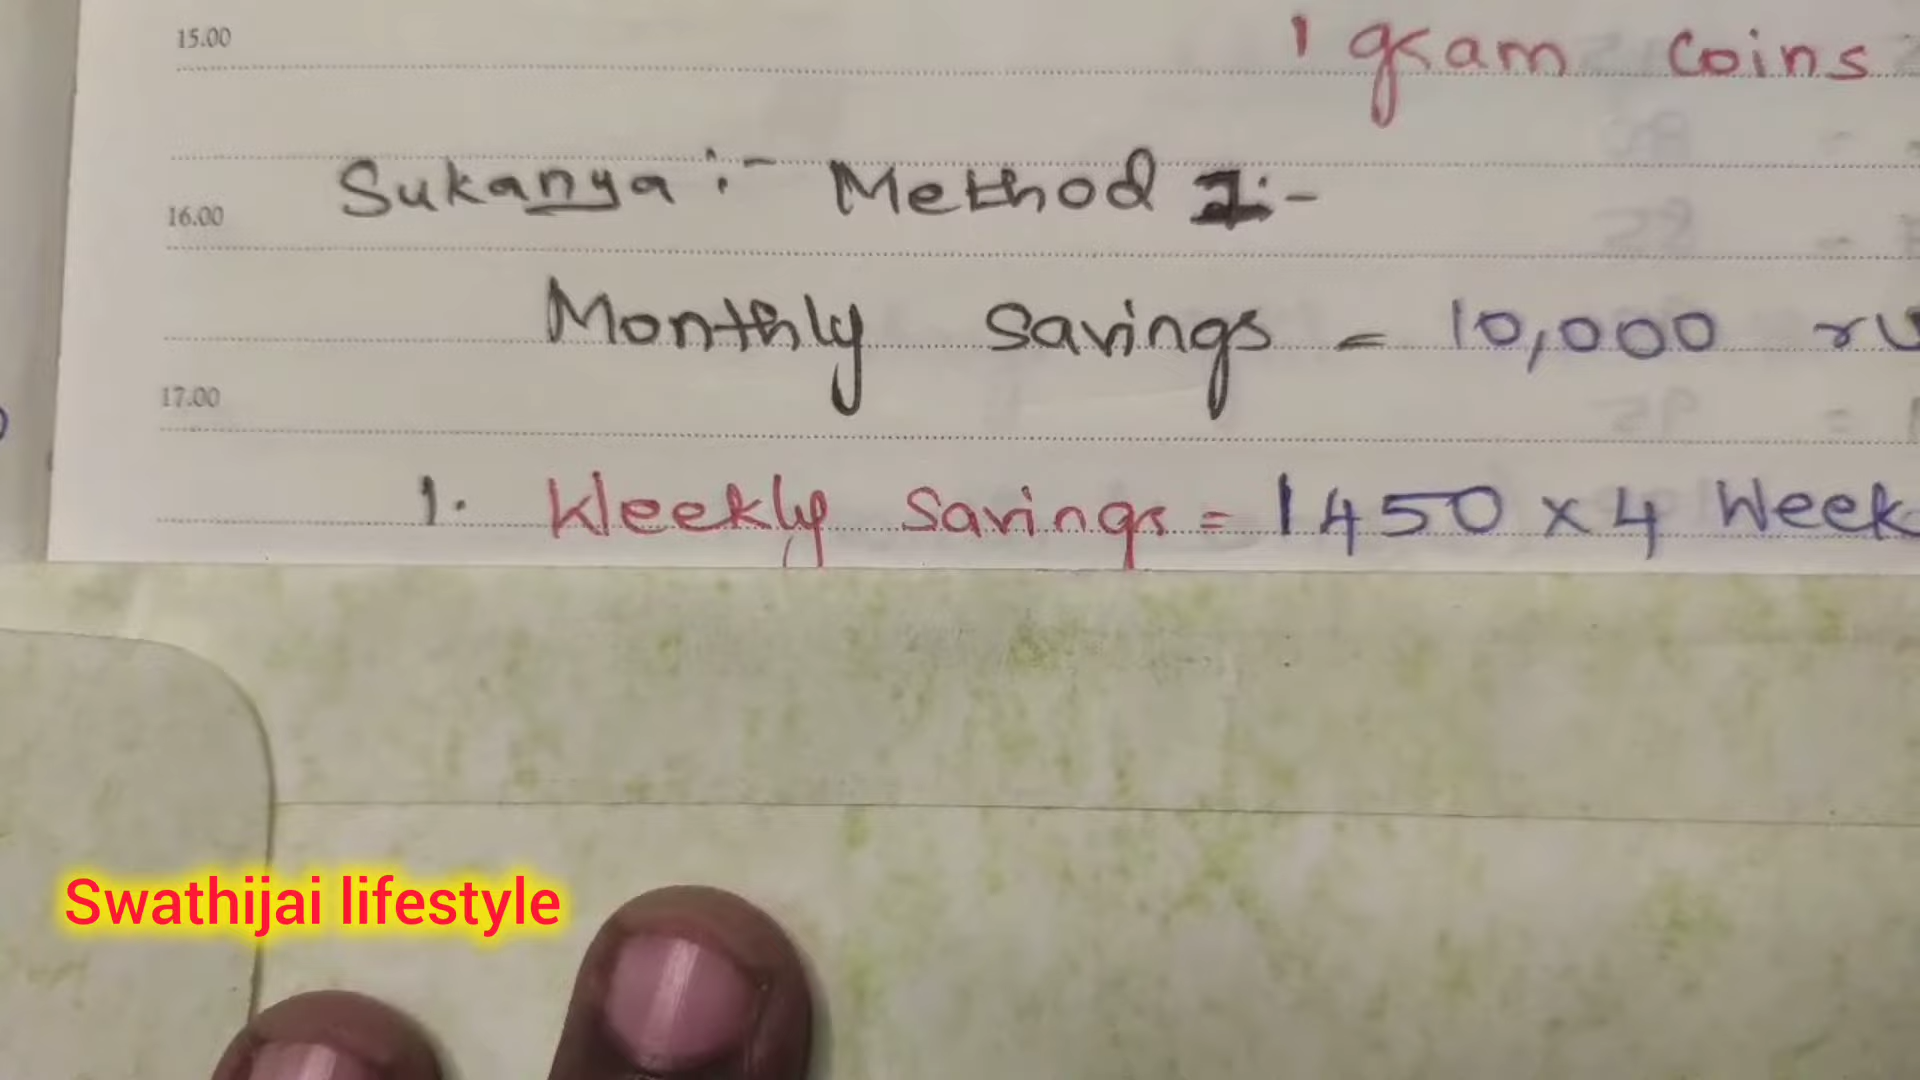 15.00
1 gram coins
Sukanya :- Method 1:-
16.00
Monthly Savings = 10,000
17.00
1. Weekly Savings = 1450 x 4 Week
Swathijai lifestyle